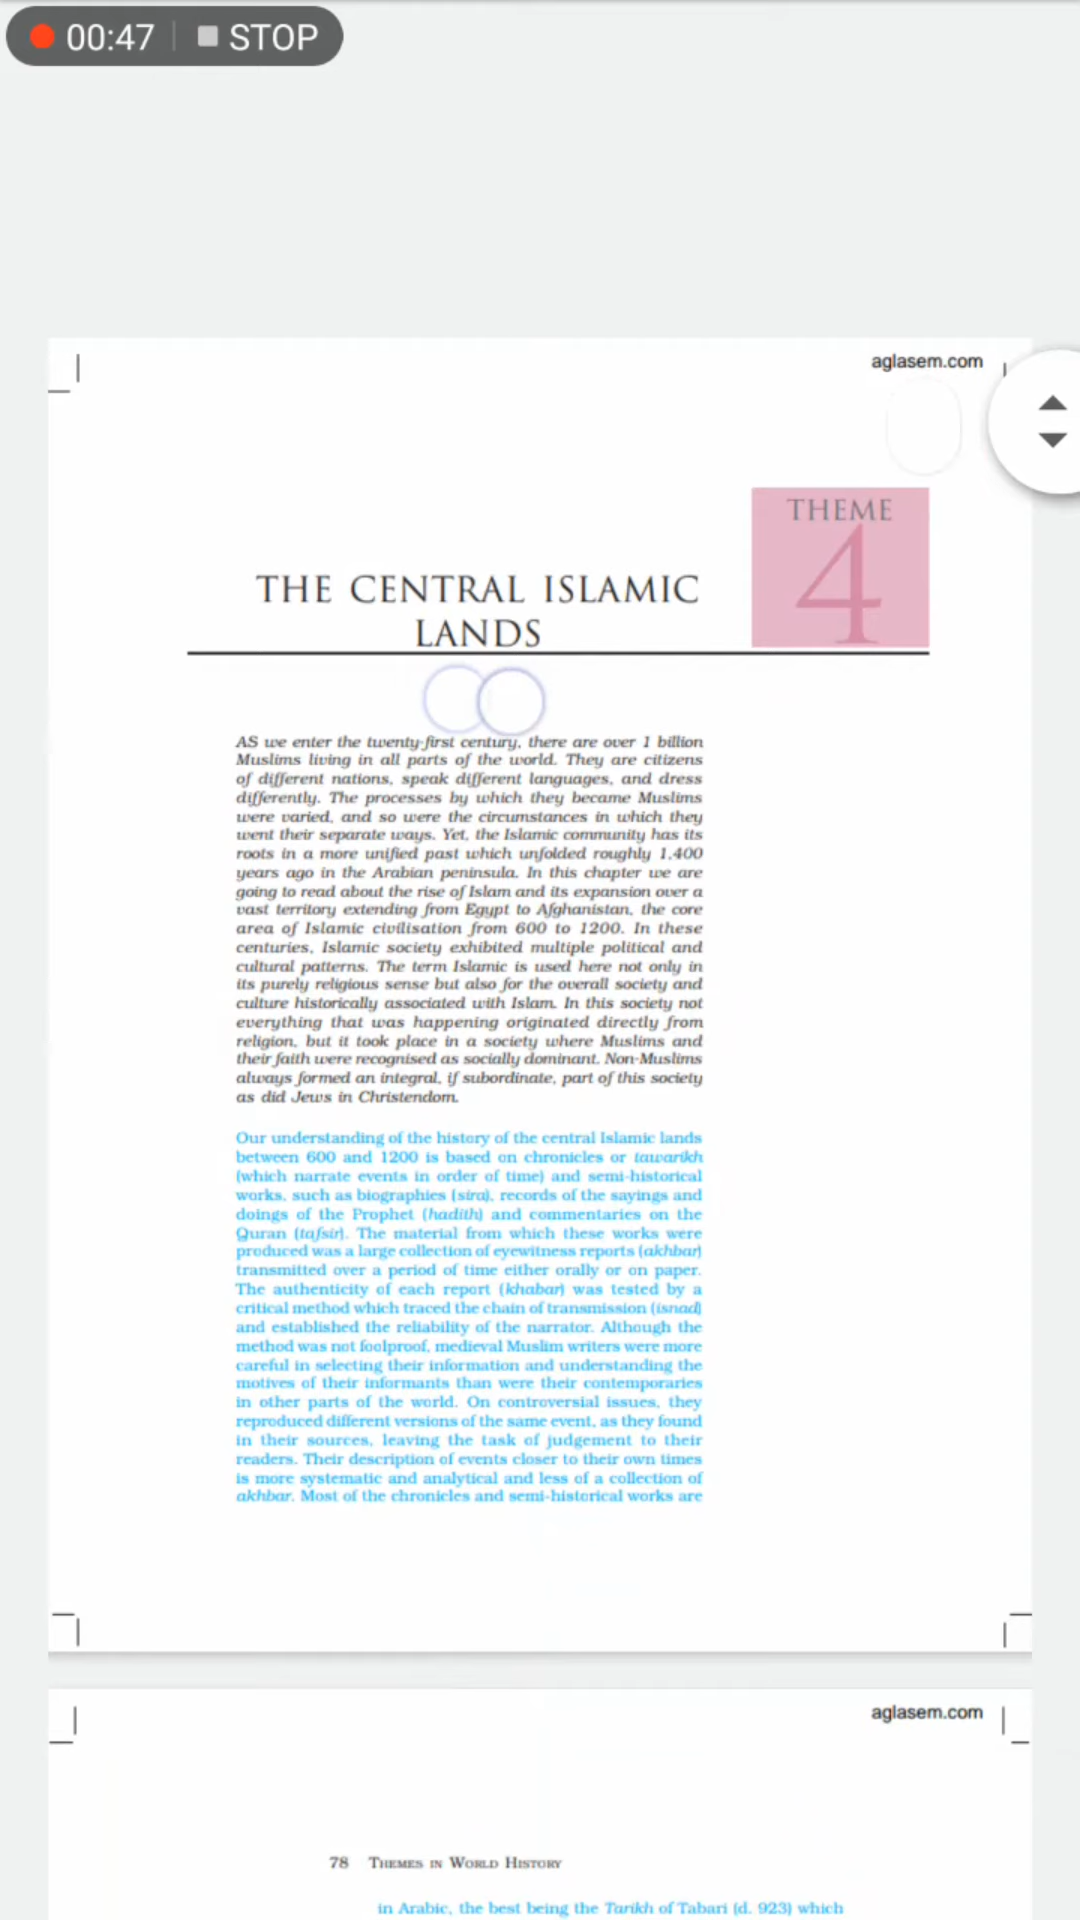 00:47 STOP
aglasem.com
THEME
4
THE CENTRAL ISLAMIC
LANDS
AS we enter the twenty-first century, there are over 1 billion
Muslims living in all parts of the world. They are citizens
of different nations, speak different languages, and dress
differently. The processes by which they became Muslims
were varied, and so were the circumstances in which they
went their separate ways. Yet, the Islamic community has its
roots in a more unified past which unfolded roughly 1,400
years ago in the Arabian peninsula. In this chapter we are
going to read about the rise of Islam and its expansion over a
vast territory extending from Egypt to Afghanistan, the core
area of Islamic civilisation from 600 to 1200. In these
centuries, Islamic society exhibited multiple political and
cultural patterns. The term Islamic is used here not only in
its purely religious sense but also for the overall society and
culture historically associated with Islam. In this society not
everything that was happening originated directly from
religion, but it took place in a society where Muslims and
their faith were recognised as socially dominant. Non-Muslims
always formed an integral, if subordinate, part of this society
as did Jews in Christendom.
Our understanding of the history of the central Islamic lands
between 600 and 1200 is based on chronicles or tawarikh
(which narrate events in order of time) and semi-historical
works, such as biographies (sira), records of the sayings and
doings of the Prophet (hadith) and commentaries on the
Quran (tafsir). The material from which these works were
produced was a large collection of eyewitness reports (akhbar)
transmitted over a period of time either orally or on paper.
The authenticity of each report (khabar) was tested by a
critical method which traced the chain of transmission (isnad)
and established the reliability of the narrator. Although the
method was not foolproof, medieval Muslim writers were more
careful in selecting their information and understanding the
motives of their informants than were their contemporaries
in other parts of the world. On controversial issues, they
reproduced different versions of the same event, as they found
in their sources, leaving the task of judgement to their
readers. Their description of events closer to their own times
is more systematic and analytical and less of a collection of
akhbar. Most of the chronicles and semi-historical works are
aglasem.com
78 THEMES IN WORLD HISTORY
in Arabic, the best being the Tarikh of Tabari (d. 923) which